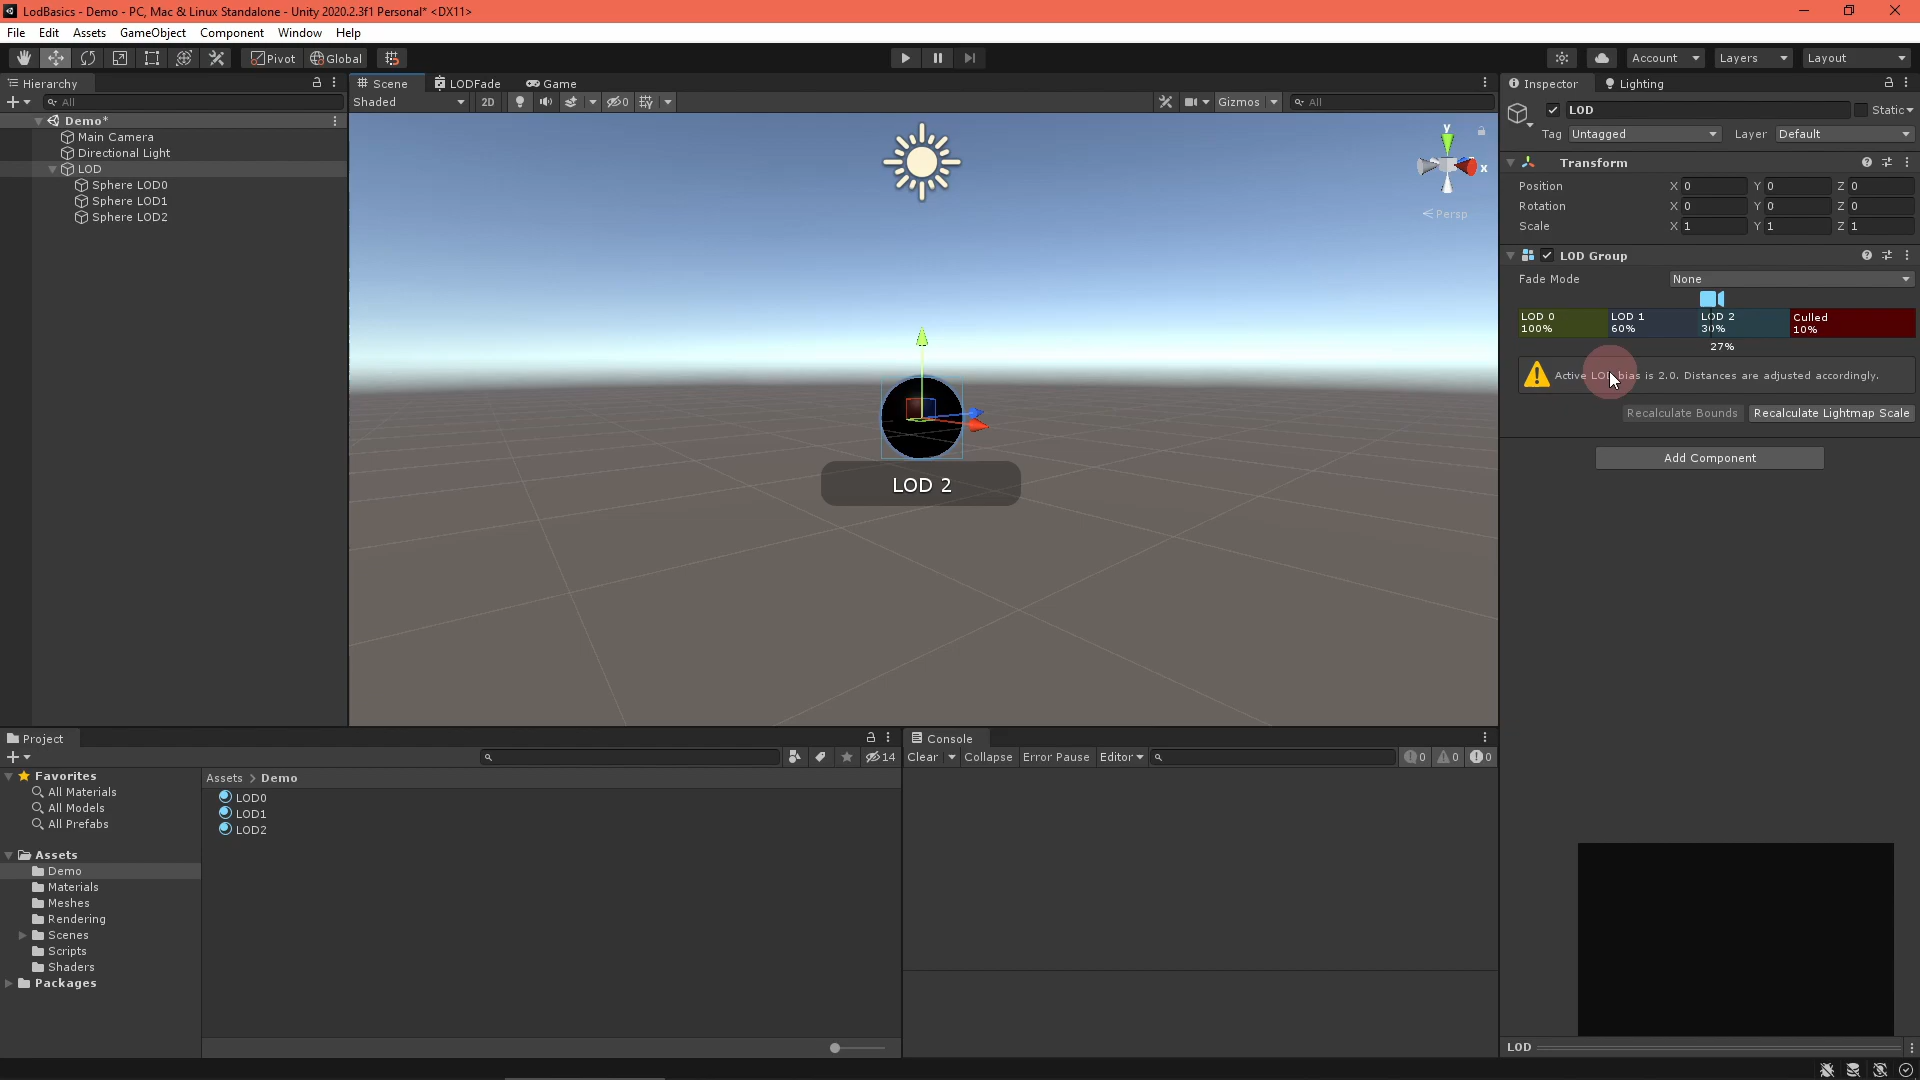 LodBasics - Demo - PC, Mac & Linux Standalone - Unity 2020.2.3f1 Personal* <DX11>
File Edit Assets GameObject Component Window Help
Pivot Global Account Layers Layout
Hierarchy
All
Demo*
Main Camera
Directional Light
LOD
Sphere LOD0
Sphere LOD1
Sphere LOD2
Scene LODFade Game
Shaded 2D 0 Gizmos All
y
x
Persp
LOD 2
Inspector Lighting
LOD Static
Tag Untagged Layer Default
Transform
Position X 0 Y 0 Z 0
Rotation X 0 Y 0 Z 0
Scale X 1 Y 1 Z 1
LOD Group
Fade Mode None
LOD 0 LOD 1 LOD 2 Culled
100% 60% 30% 10%
27%
Active LOD bias is 2.0. Distances are adjusted accordingly.
Recalculate Bounds Recalculate Lightmap Scale
Add Component
LOD
Project
14
Favorites
All Materials
All Models
All Prefabs
Assets
Demo
Materials
Meshes
Rendering
Scenes
Scripts
Shaders
Packages
Assets > Demo
LOD0
LOD1
LOD2
Console
Clear Collapse Error Pause Editor 0 0 0